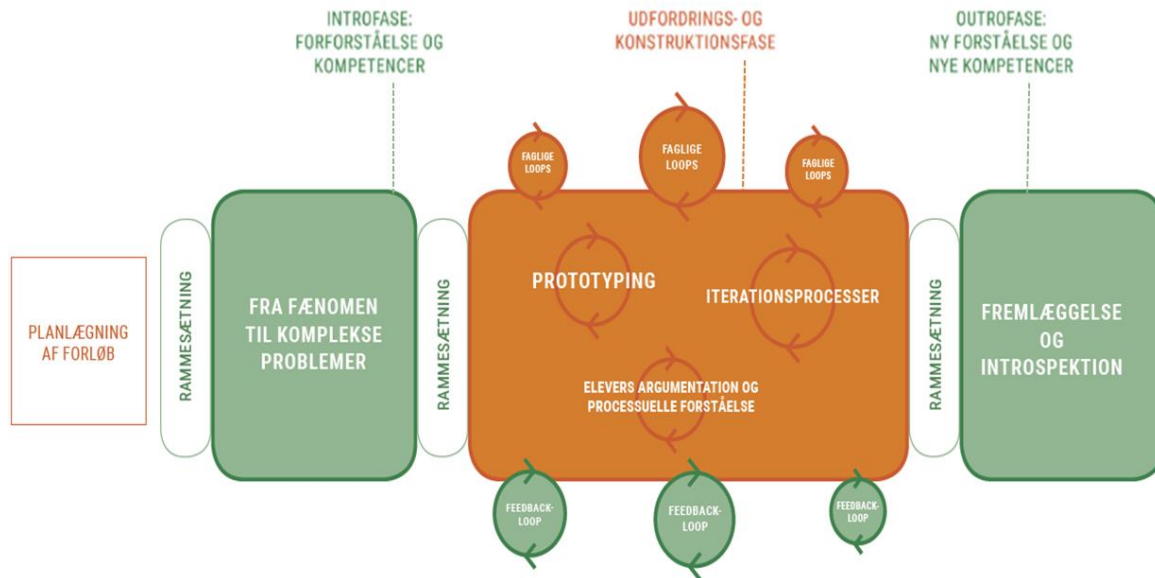 INTROFASE:
FORFORSTÅELSE OG
KOMPETENCER
UDFORDRINGS- OG
KONSTRUKTIONSFASE
OUTROFASE:
NY FORSTÅELSE OG
NYE KOMPETENCER
FAGLIGE
LOOPS
FAGLIGE
LOOPS
FAGLIGE
LOOPS
PLANLÆGNING
AF FORLØB
RAMMESÆTNING
FRA FÆNOMEN
TIL KOMPLEKSE
PROBLEMER
RAMMESÆTNING
PROTOTYPING
ITERATIONSPROCESSER
ELEVERS ARGUMENTATION OG
PROCESSUELLE FORSTÅELSE
RAMMESÆTNING
FREMLÆGGELSE
OG
INTROSPEKTION
FEEDBACK-
LOOP
FEEDBACK-
LOOP
FEEDBACK-
LOOP